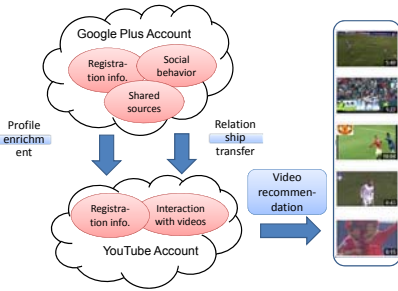 Google Plus Account
Registra-
tion info.
Social
behavior
Shared
sources
Profile
enrichm
ent
Relation
ship
transfer
Registra-
tion info.
Interaction
with videos
YouTube Account
Video
recommen-
dation